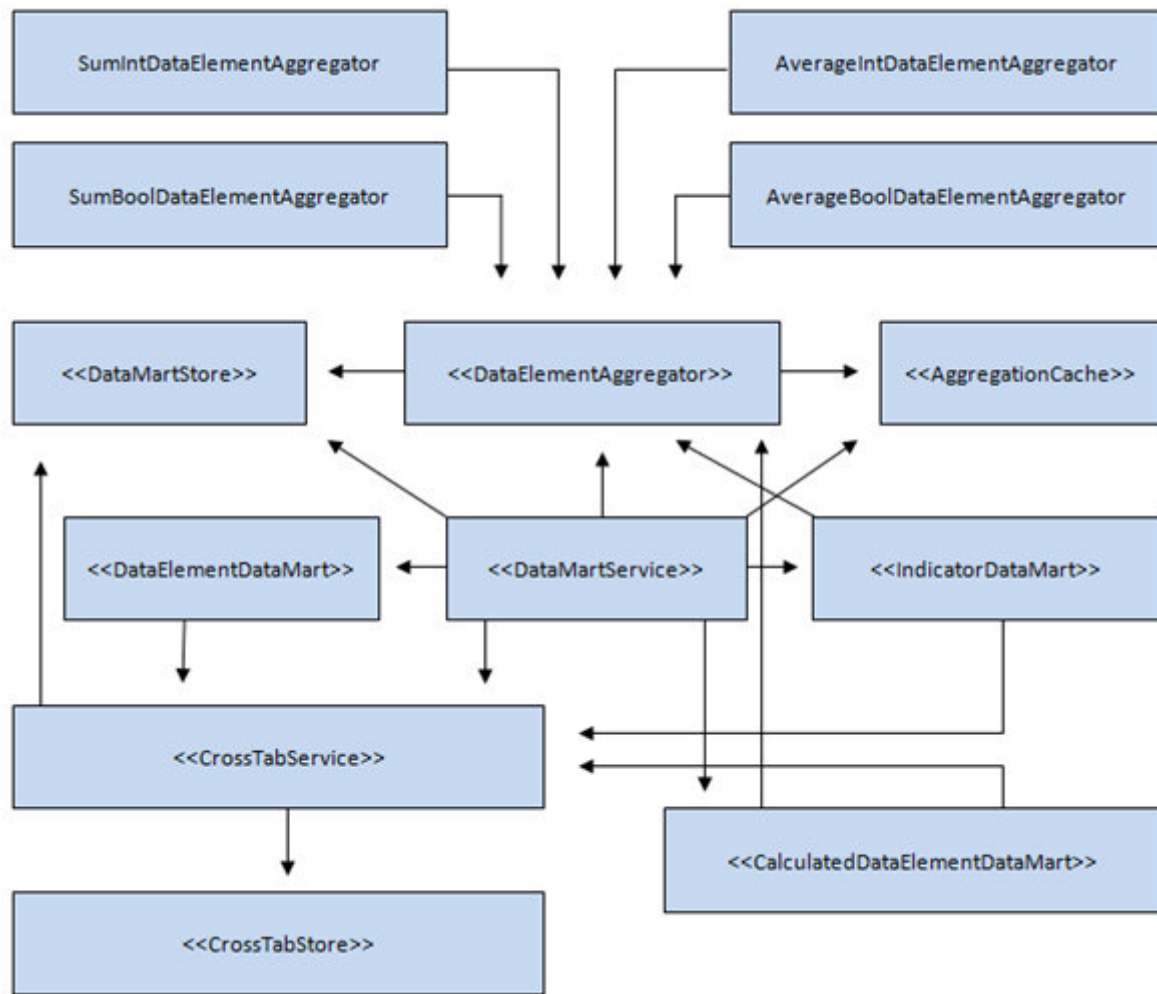 SumIntDataElementAggregator
AverageIntDataElementAggregator
SumBoolDataElementAggregator
AverageBoolDataElementAggregator
<<DataMartStore>>
<<DataElementAggregator>>
<<AggregationCache>>
<<DataElementDataMart>>
<<DataMartService>>
<<IndicatorDataMart>>
<<CrossTabService>>
<<CalculatedDataElementDataMart>>
<<CrossTabStore>>